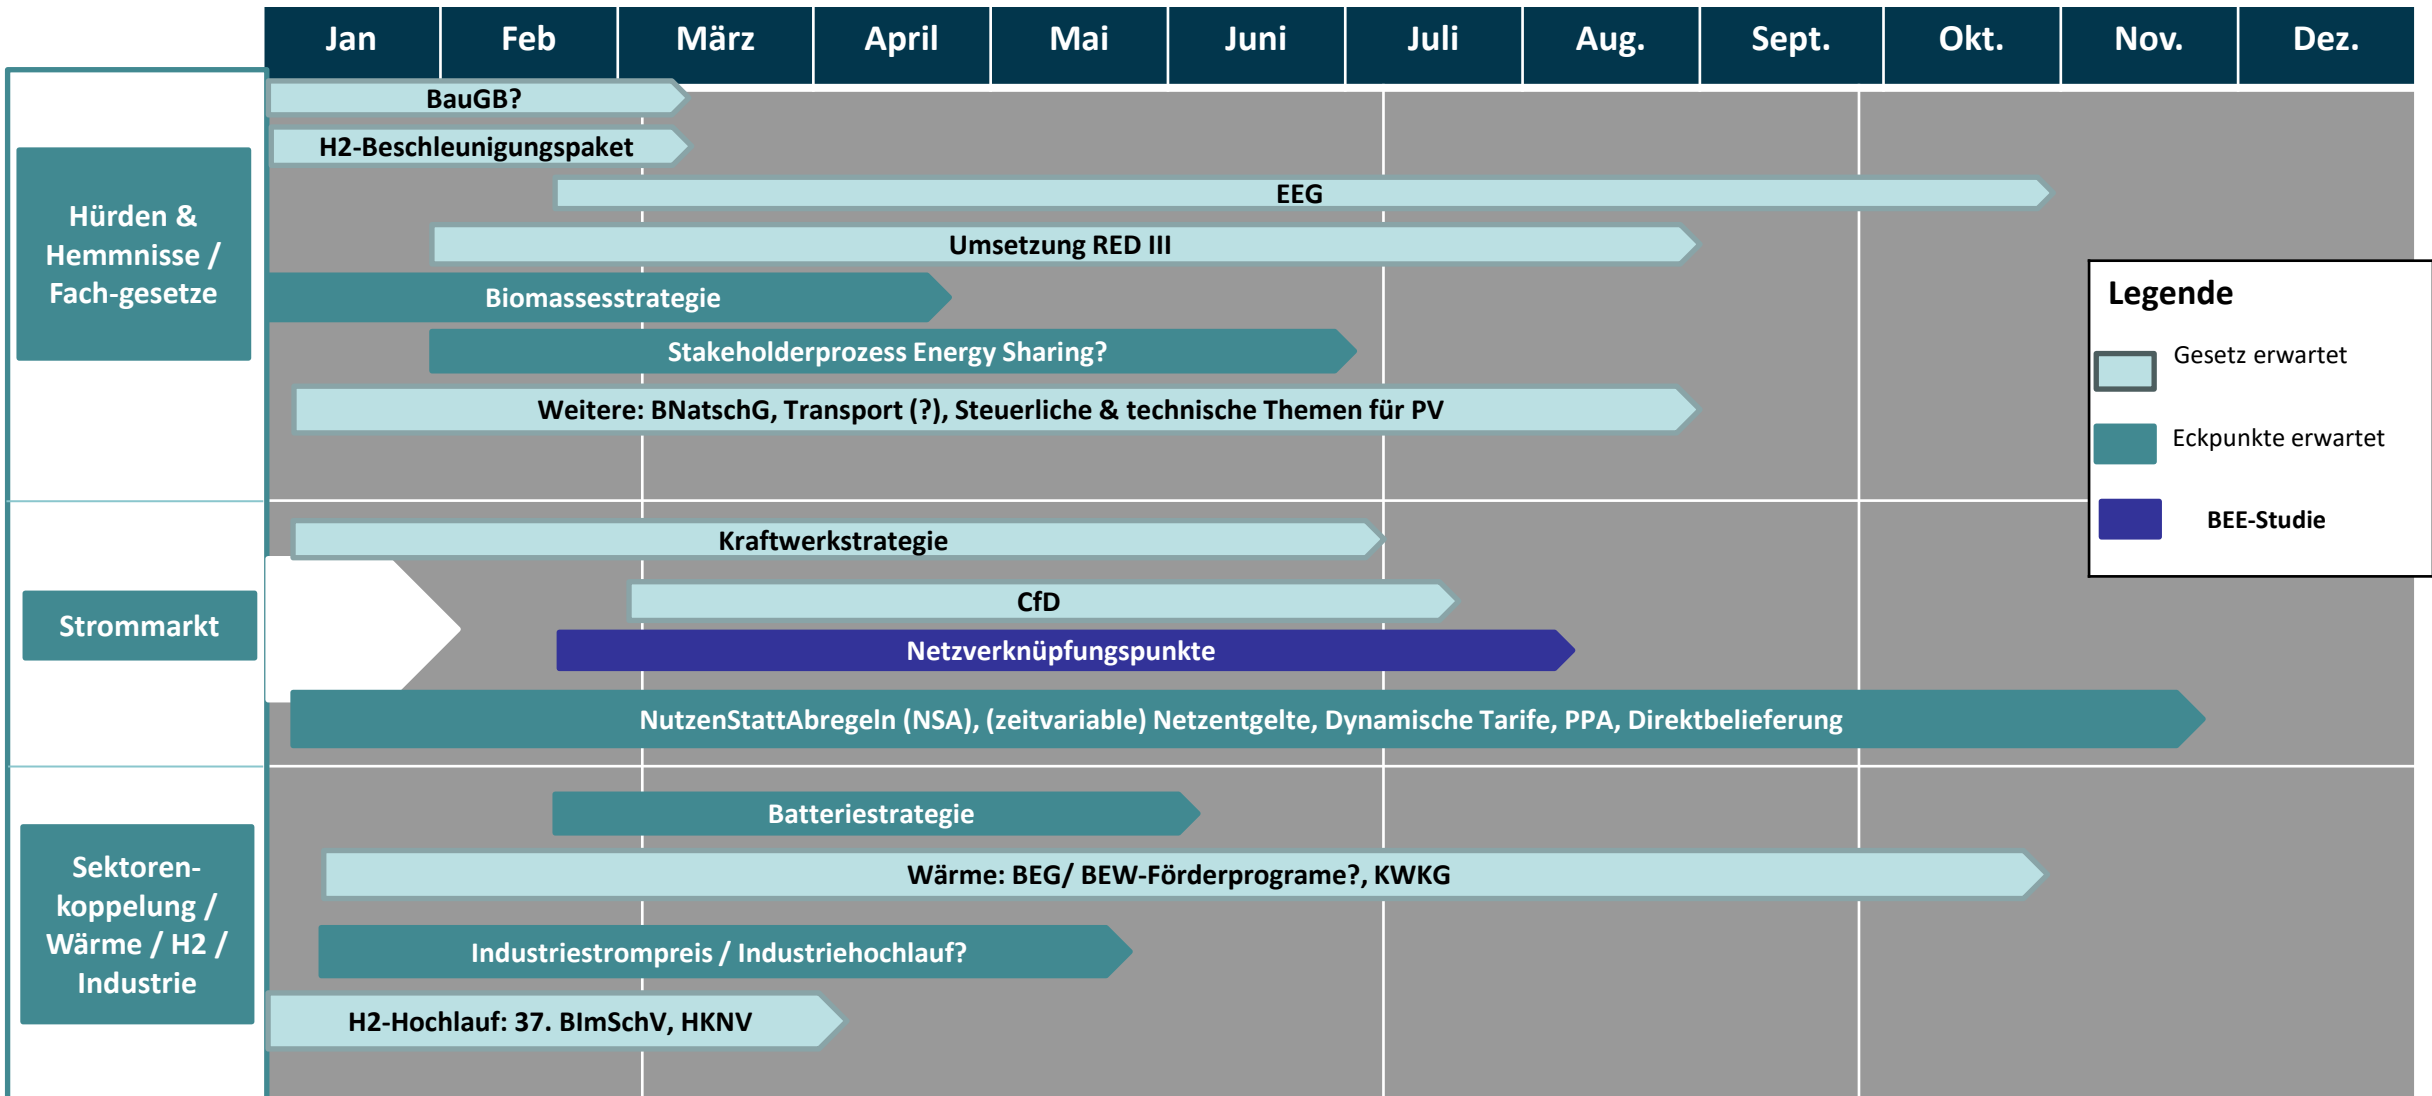 Jan Feb März April Mai Juni Juli Aug. Sept. Okt. Nov. Dez.
Hürden &
Hemmnisse /
Fach-gesetze
BauGB?
H2-Beschleunigungspaket
EEG
Umsetzung RED III
Biomassesstrategie
Stakeholderprozess Energy Sharing?
Weitere: BNatschG, Transport (?), Steuerliche & technische Themen für PV
Legende
Gesetz erwartet
Eckpunkte erwartet
BEE-Studie
Strommarkt
Kraftwerkstrategie
CfD
Netzverknüpfungspunkte
NutzenStattAbregeln (NSA), (zeitvariable) Netzentgelte, Dynamische Tarife, PPA, Direktbelieferung
Sektoren-
koppelung /
Wärme / H2 /
Industrie
Batteriestrategie
Wärme: BEG/ BEW-Förderprograme?, KWKG
Industriestrompreis / Industriehochlauf?
H2-Hochlauf: 37. BImSchV, HKNV